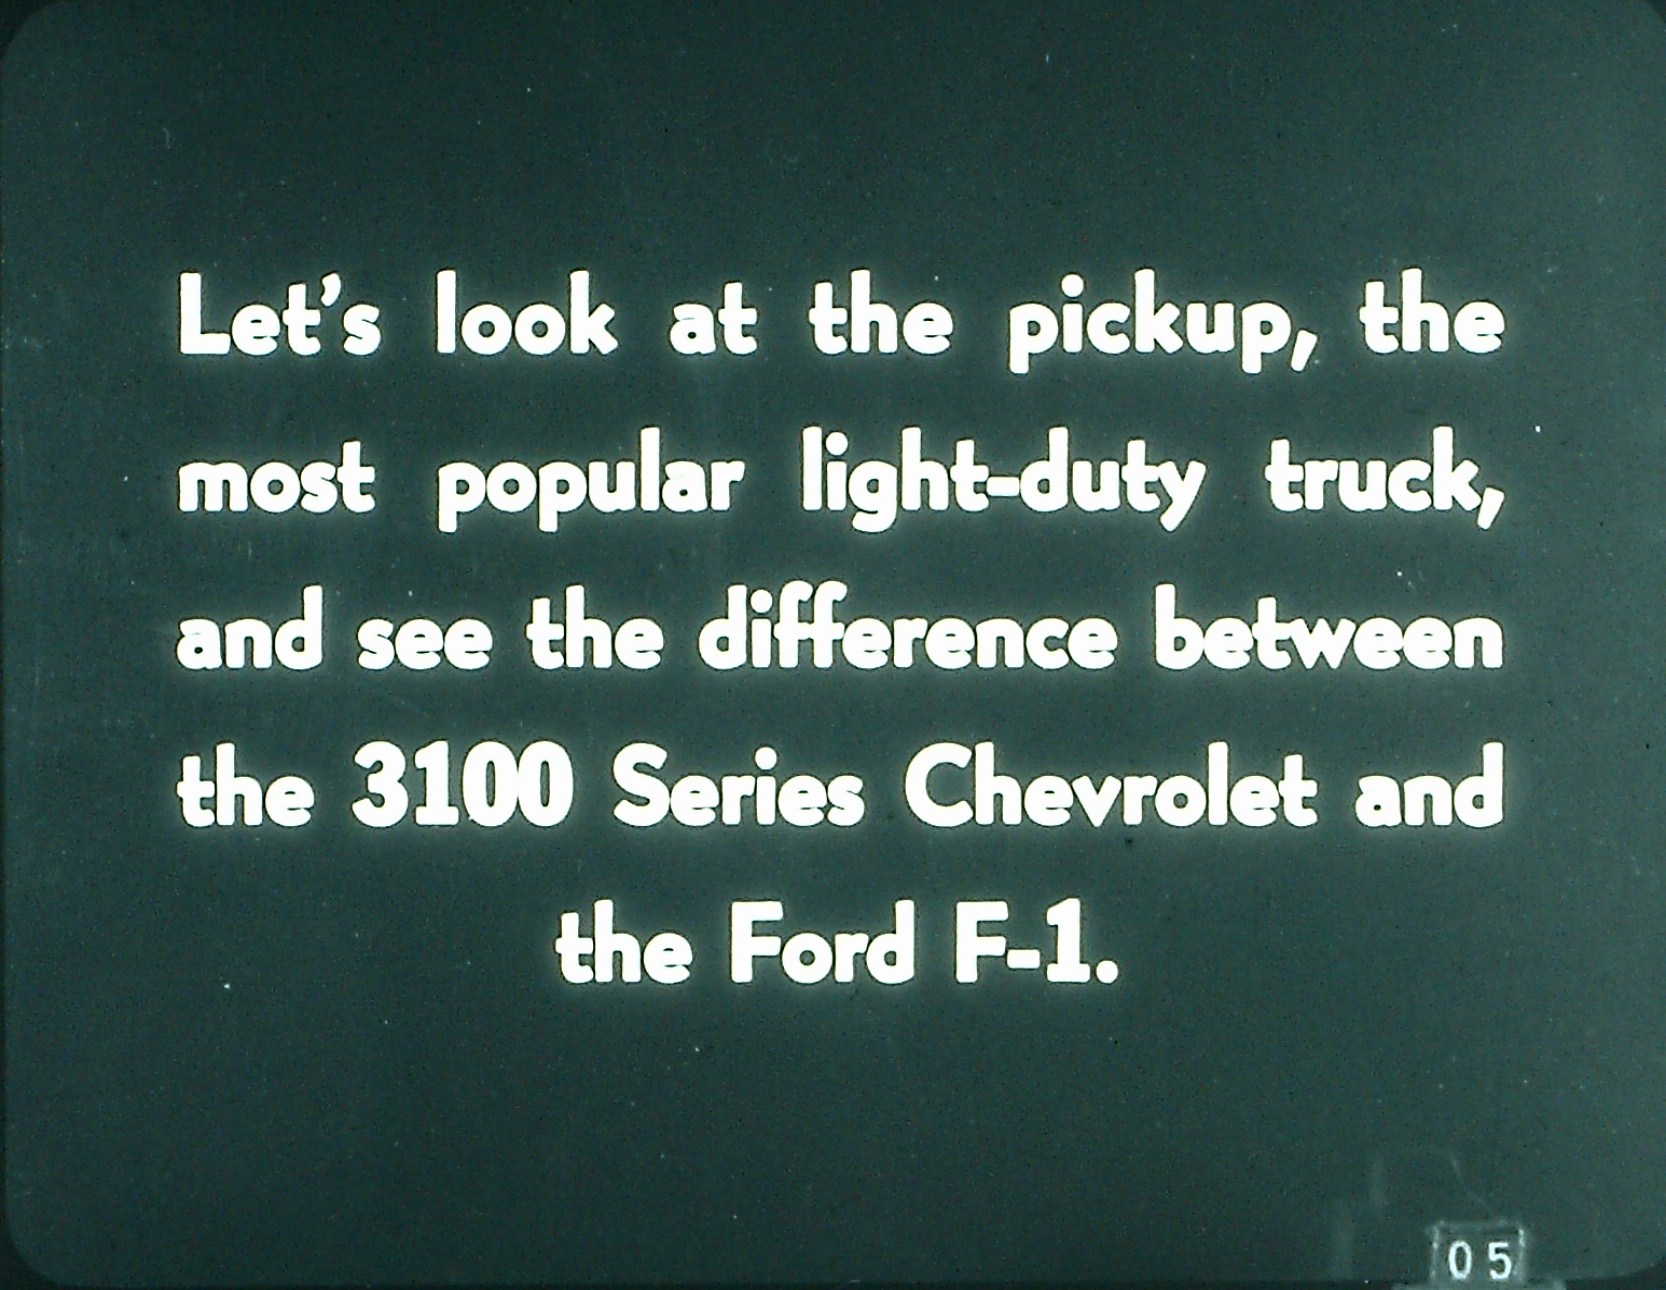 Let's look at the pickup, the
most popular light-duty truck,
and see the difference between
the 3100 Series Chevrolet and
the Ford F-1.
05